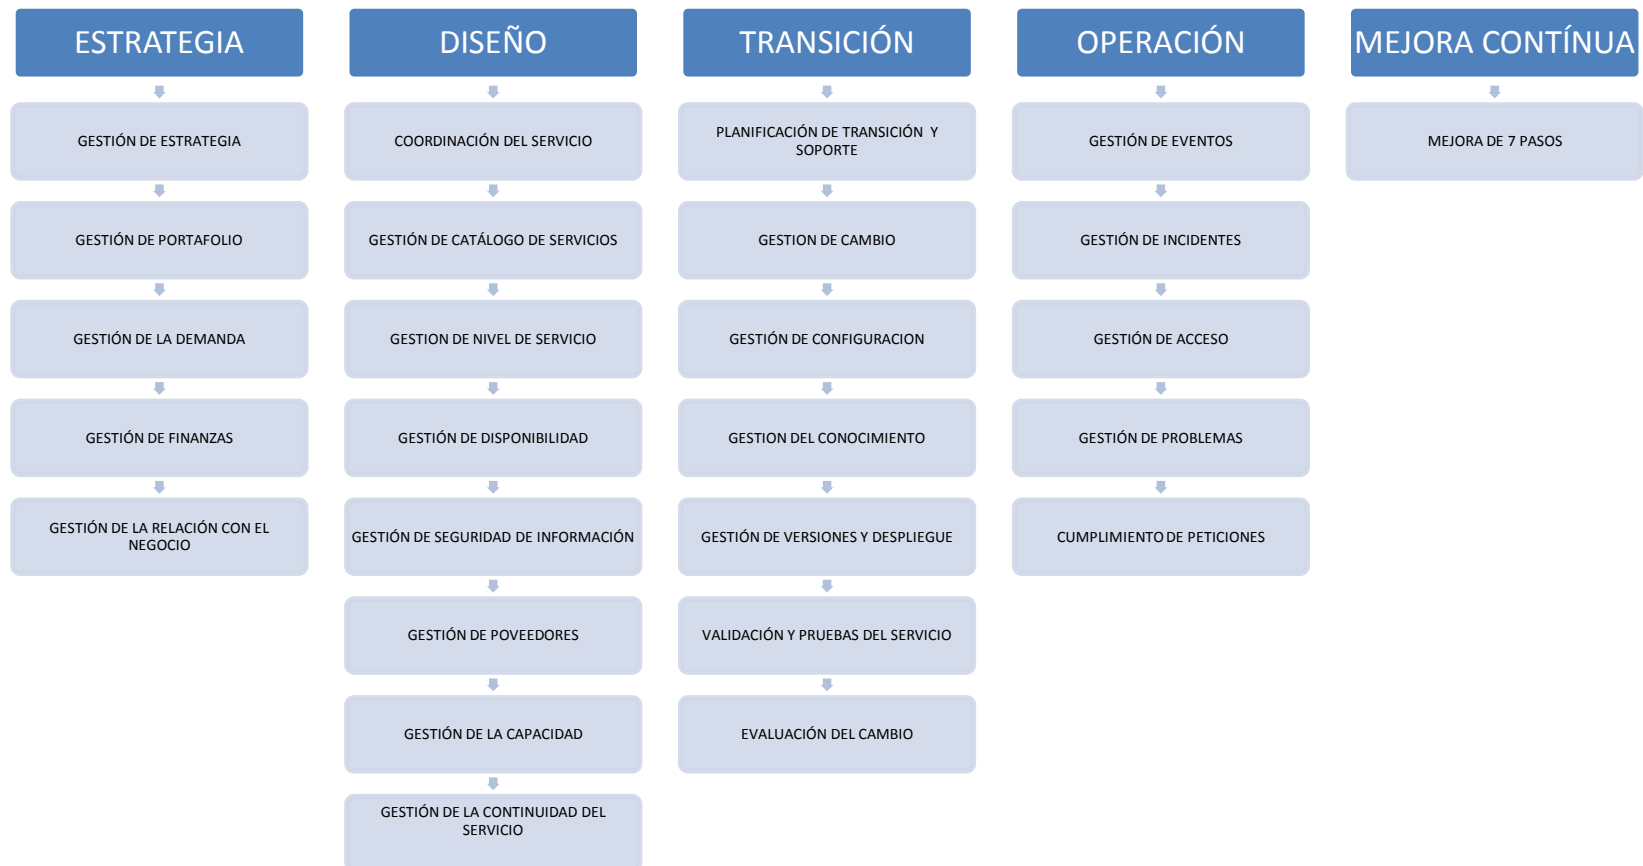 ESTRATEGIA
GESTIÓN DE ESTRATEGIA
GESTIÓN DE PORTAFOLIO
GESTIÓN DE LA DEMANDA
GESTIÓN DE FINANZAS
GESTIÓN DE LA RELACIÓN CON EL
NEGOCIO
DISEÑO
COORDINACIÓN DEL SERVICIO
GESTIÓN DE CATÁLOGO DE SERVICIOS
GESTION DE NIVEL DE SERVICIO
GESTIÓN DE DISPONIBILIDAD
GESTIÓN DE SEGURIDAD DE INFORMACIÓN
GESTIÓN DE POVEEDORES
GESTIÓN DE LA CAPACIDAD
GESTIÓN DE LA CONTINUIDAD DEL
SERVICIO
TRANSICIÓN
PLANIFICACIÓN DE TRANSICIÓN Y
SOPORTE
GESTION DE CAMBIO
GESTIÓN DE CONFIGURACION
GESTION DEL CONOCIMIENTO
GESTIÓN DE VERSIONES Y DESPLIEGUE
VALIDACIÓN Y PRUEBAS DEL SERVICIO
EVALUACIÓN DEL CAMBIO
OPERACIÓN
GESTIÓN DE EVENTOS
GESTIÓN DE INCIDENTES
GESTIÓN DE ACCESO
GESTIÓN DE PROBLEMAS
CUMPLIMIENTO DE PETICIONES
MEJORA CONTÍNUA
MEJORA DE 7 PASOS